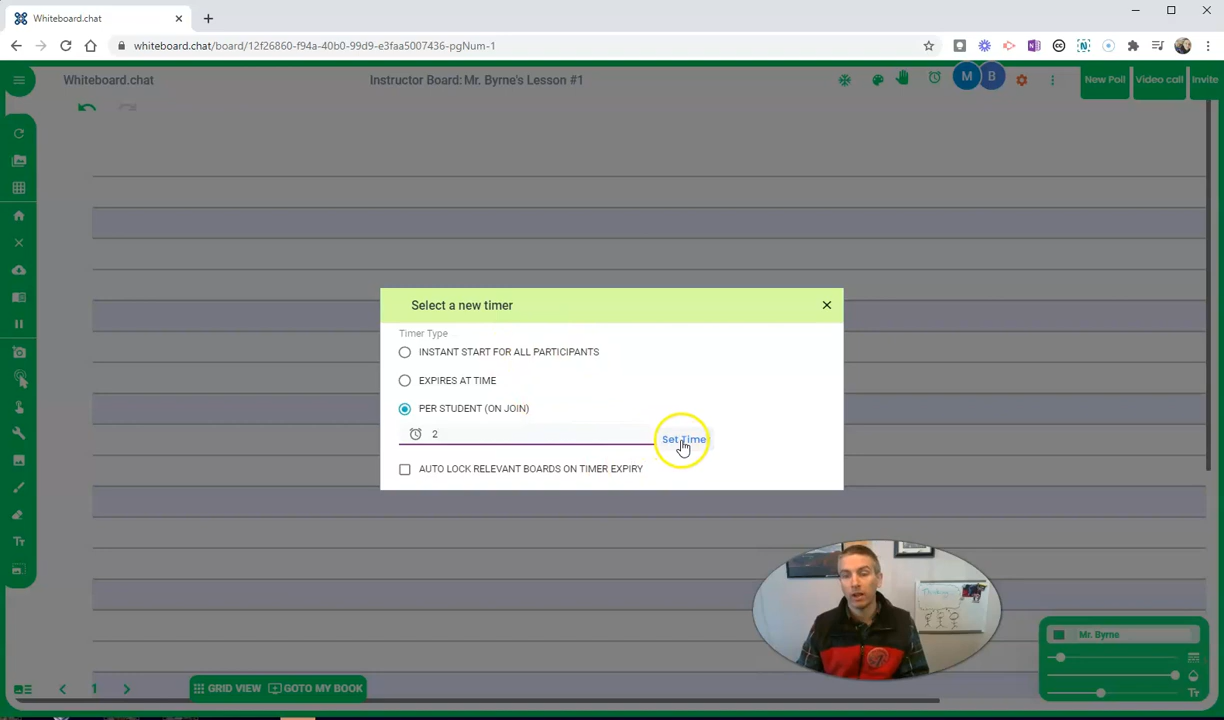 Whiteboard.chat
whiteboard.chat/board/12f26860-f94a-40b0-99d9-e3faa5007436-pgNum-1
Whiteboard.chat
Instructor Board: Mr. Byrne's Lesson #1
M
B
New Poll
Video call
Invite
Select a new timer
Timer Type
INSTANT START FOR ALL PARTICIPANTS
EXPIRES AT TIME
PER STUDENT (ON JOIN)
2
Set Time
AUTO LOCK RELEVANT BOARDS ON TIMER EXPIRY
Thinking
Mr. Byrne
Tт
Tт
1
GRID VIEW
GOTO MY BOOK